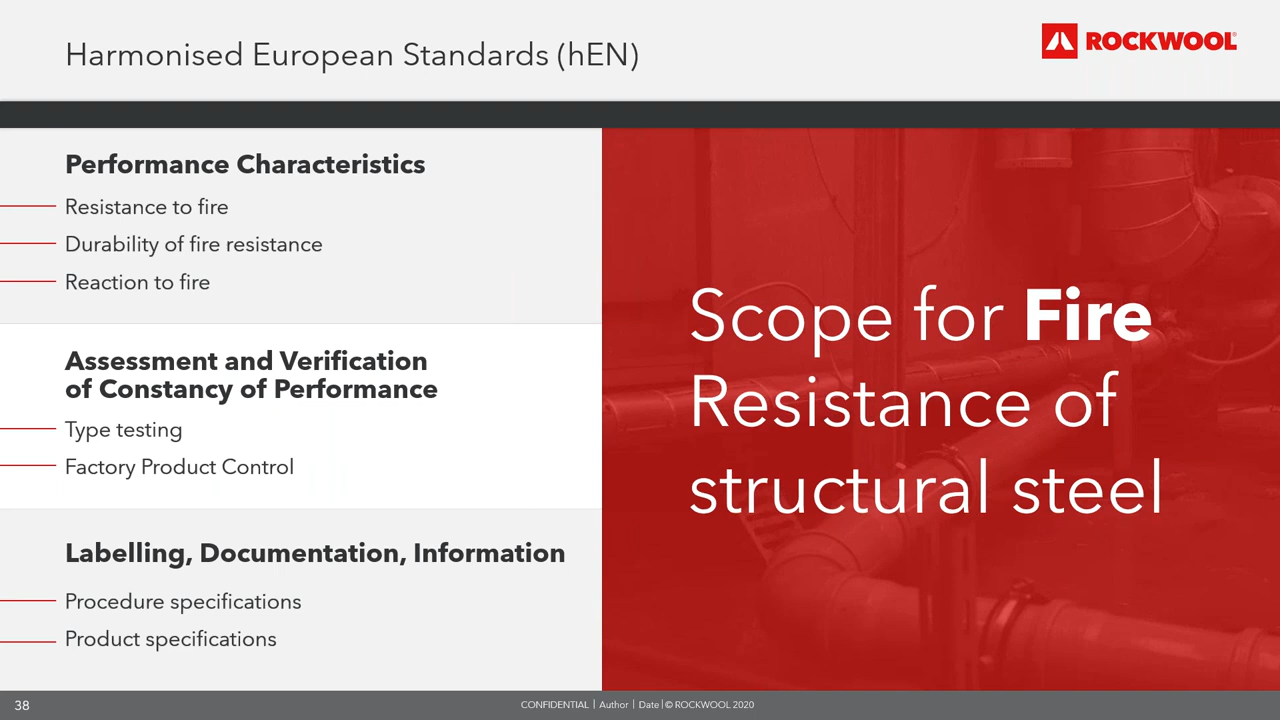 Harmonised European Standards (hEN)
ROCKWOOL®
Performance Characteristics
Resistance to fire
Durability of fire resistance
Reaction to fire
Assessment and Verification
of Constancy of Performance
Type testing
Factory Product Control
Labelling, Documentation, Information
Procedure specifications
Product specifications
Scope for Fire
Resistance of
structural steel
38
CONFIDENTIAL | Author | Date | © ROCKWOOL 2020